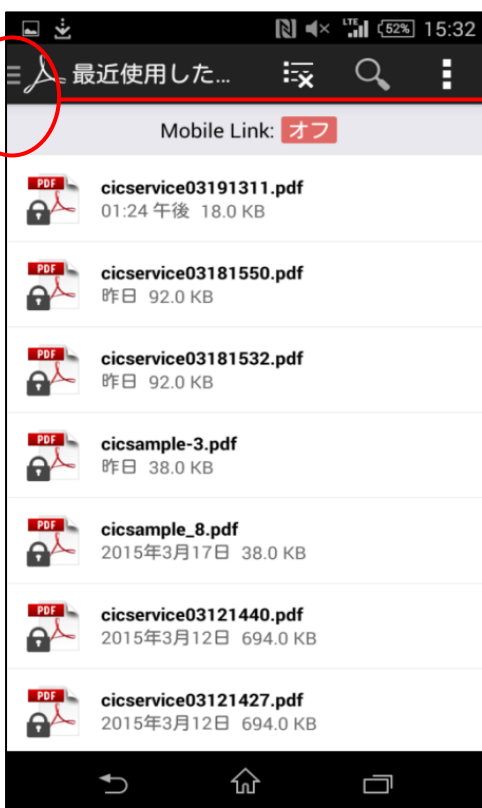 LTE 52% 15:32
最近使用した...
Mobile Link: オフ
PDF
cicservice03191311.pdf
01:24 午後 18.0 KB
PDF
cicservice03181550.pdf
昨日 92.0 KB
PDF
cicservice03181532.pdf
昨日 92.0 KB
PDF
cicsample-3.pdf
昨日 38.0 KB
PDF
cicsample_8.pdf
2015年3月17日 38.0 KB
PDF
cicservice03121440.pdf
2015年3月12日 694.0 KB
PDF
cicservice03121427.pdf
2015年3月12日 694.0 KB